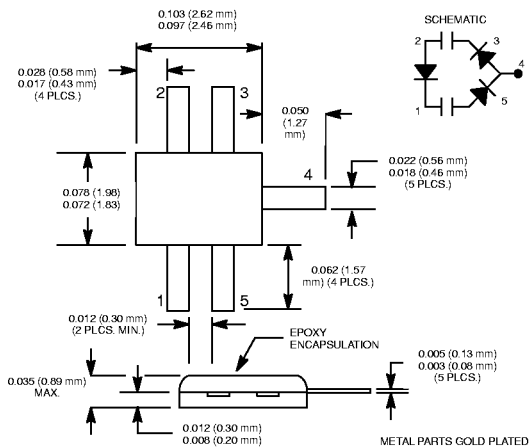 0.103 (2.62 mm)
0.097 (2.46 mm)
SCHEMATIC
2
3
4
1
5
0.028 (0.58 mm)
0.017 (0.43 mm)
(4 PLCS.)
2
3
0.050
(1.27
mm)
4
0.022 (0.56 mm)
0.018 (0.46 mm)
(5 PLCS.)
0.078 (1.98)
0.072 (1.83)
0.062 (1.57
mm) (4 PLCS.)
1
5
0.012 (0.30 mm)
(2 PLCS. MIN.)
EPOXY
ENCAPSULATION
0.005 (0.13 mm)
0.003 (0.08 mm)
(5 PLCS.)
0.035 (0.89 mm)
MAX.
0.012 (0.30 mm)
0.008 (0.20 mm)
METAL PARTS GOLD PLATED